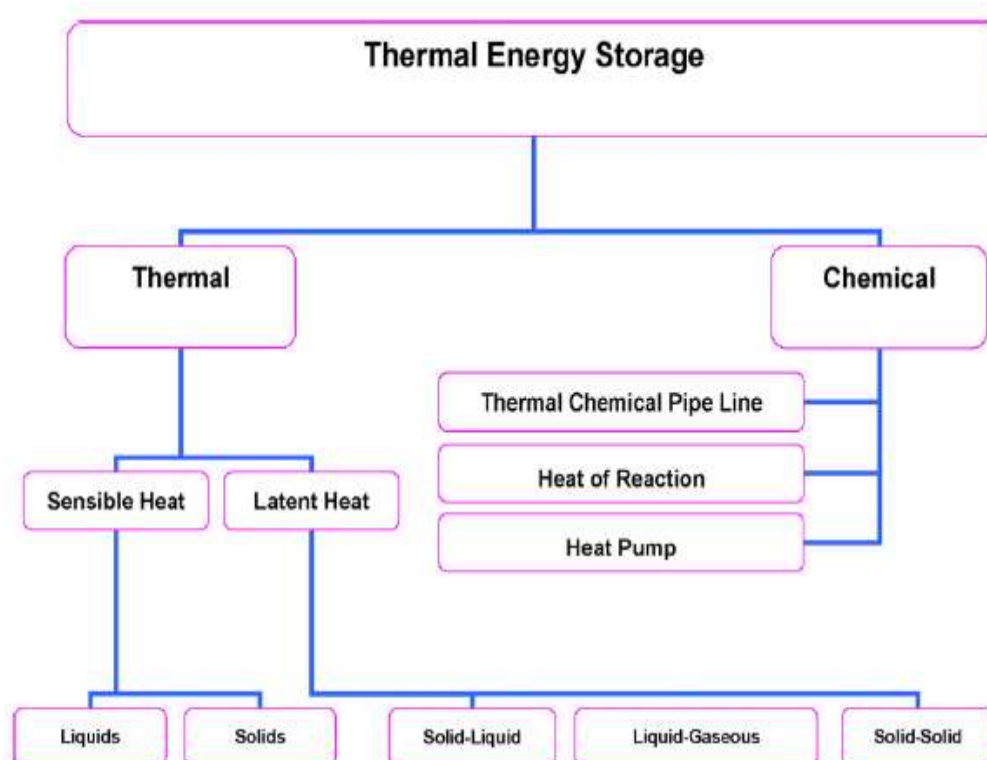 Thermal Energy Storage
Thermal
Chemical
Thermal Chemical Pipe Line
Heat of Reaction
Heat Pump
Sensible Heat
Latent Heat
Liquids
Solids
Solid-Liquid
Liquid-Gaseous
Solid-Solid